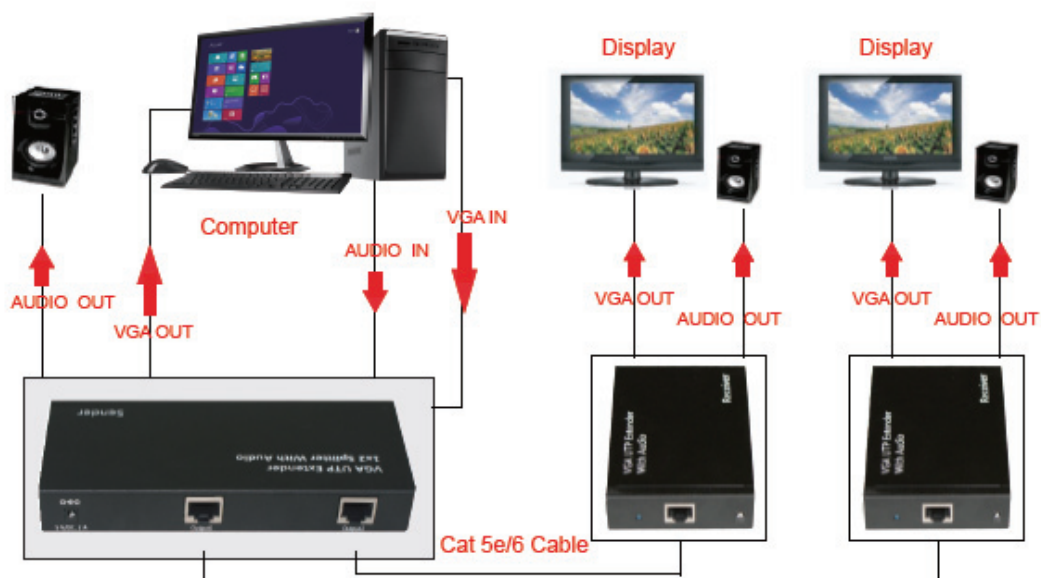 Display
Display
Computer
VGA IN
AUDIO IN
AUDIO OUT
VGA OUT
VGA OUT
AUDIO OUT
VGA OUT
AUDIO OUT
Sender
VGA UTP Extender
1x2 Splitter With Audio
Receiver
VGA UTP Extender
With Audio
Receiver
VGA UTP Extender
With Audio
Cat 5e/6 Cable